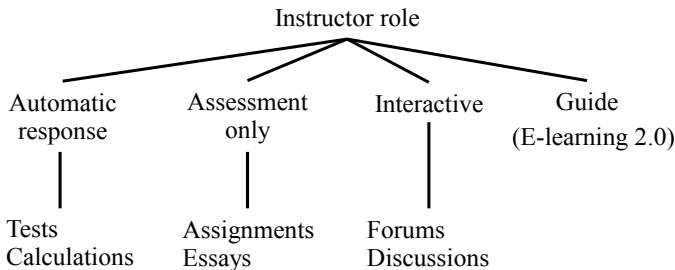 Instructor role
Automatic
response
Assessment
only
Interactive
Guide
(E-learning 2.0)
Tests
Calculations
Assignments
Essays
Forums
Discussions